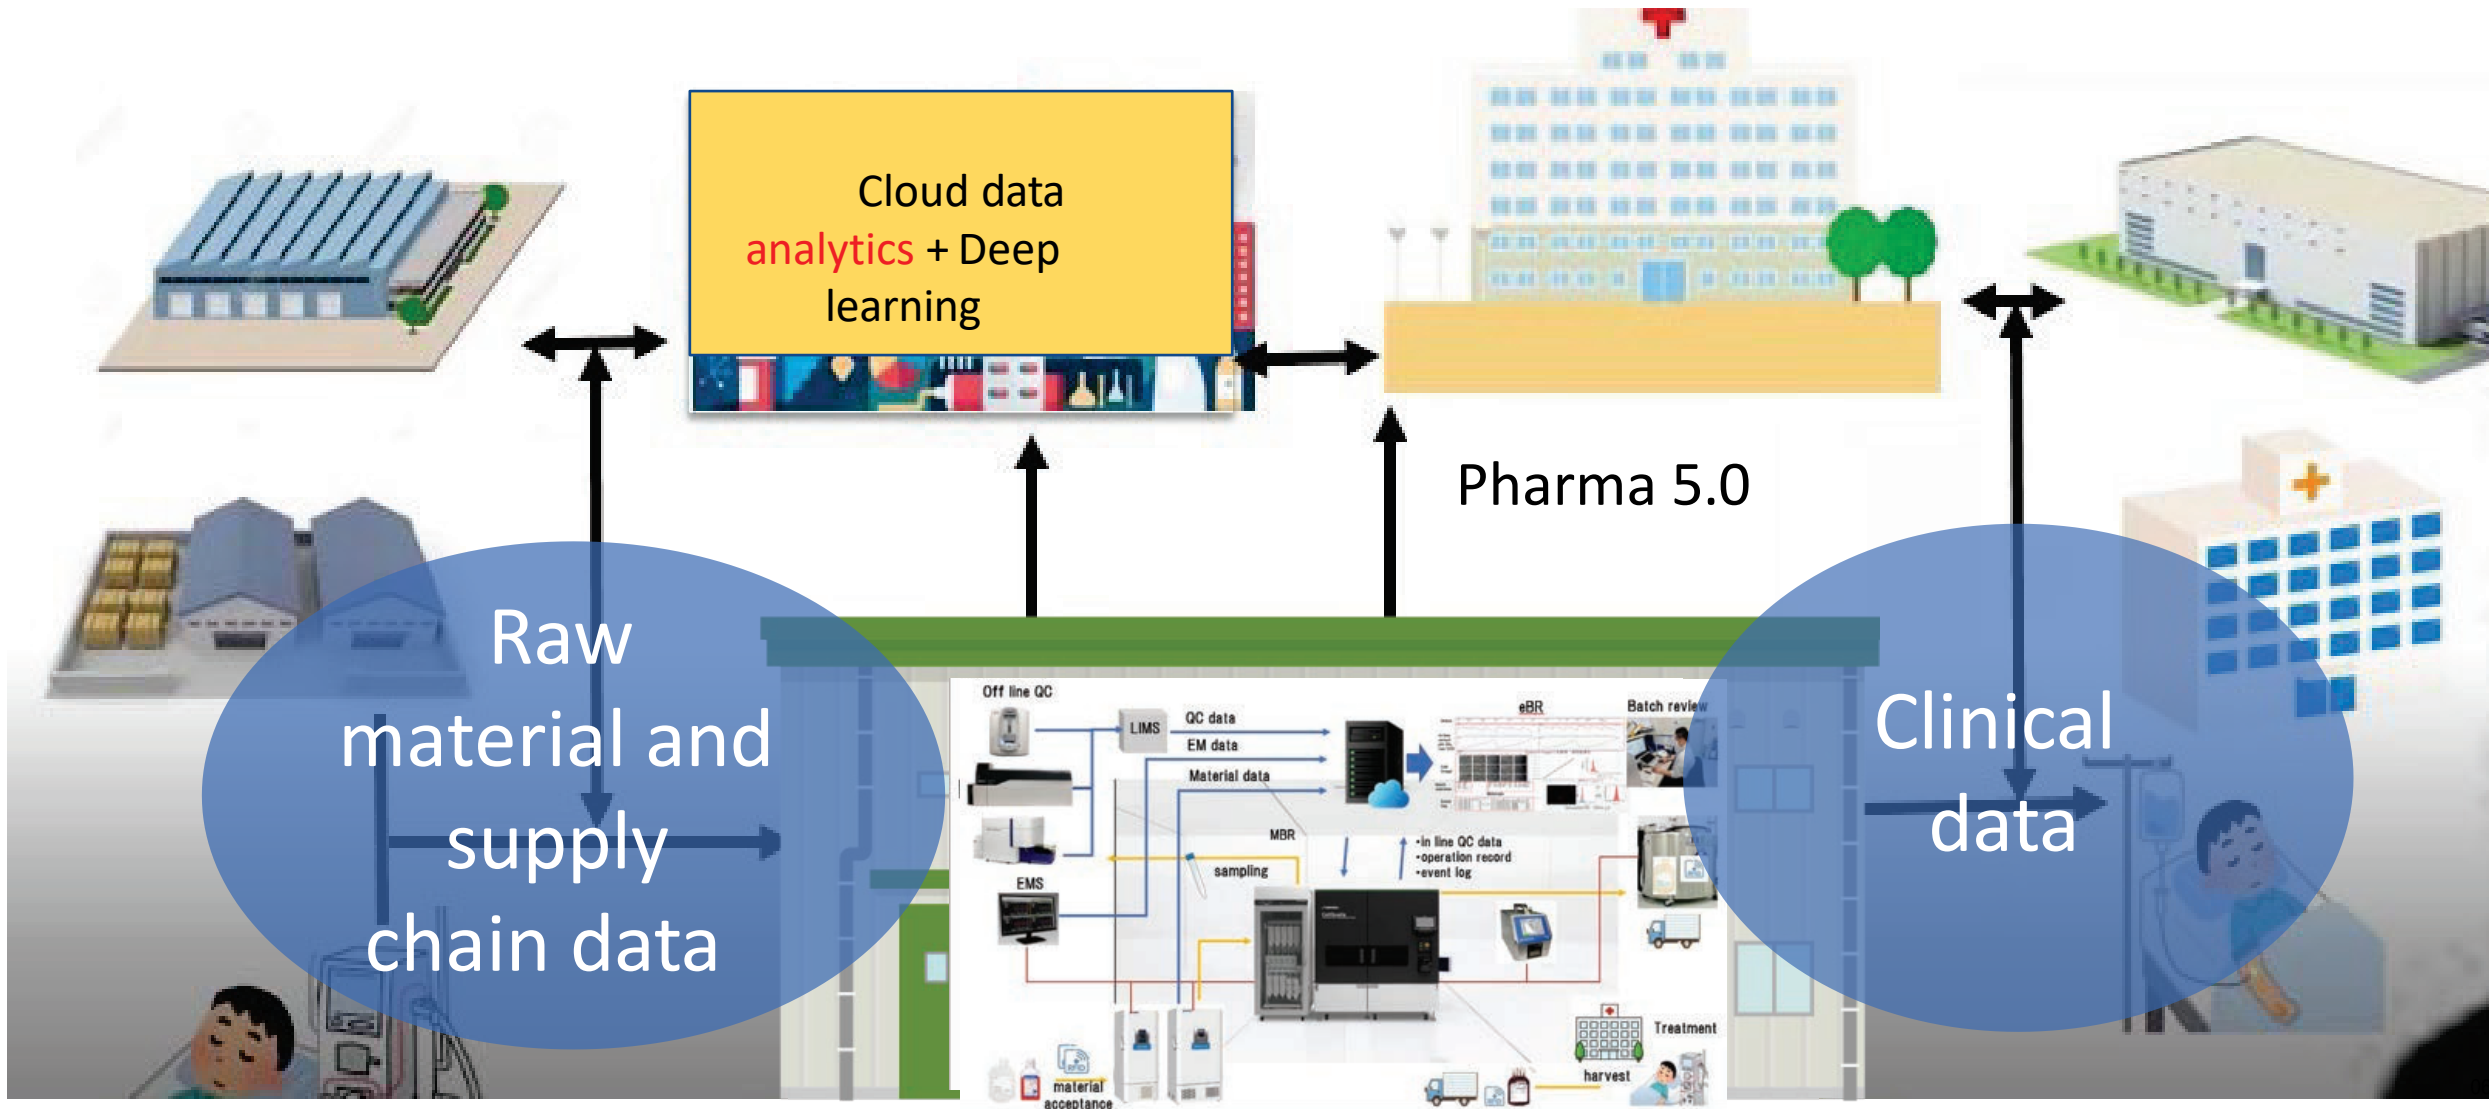 Cloud data
analytics + Deep
learning
Pharma 5.0
Raw
material and
supply
chain data
Clinical
data
Off line QC
LIMS
QC data
EM data
Material data
eBR
Batch review
MBR
•in line QC data
•operation record
•event log
sampling
EMS
RFID
material
acceptance
Treatment
harvest